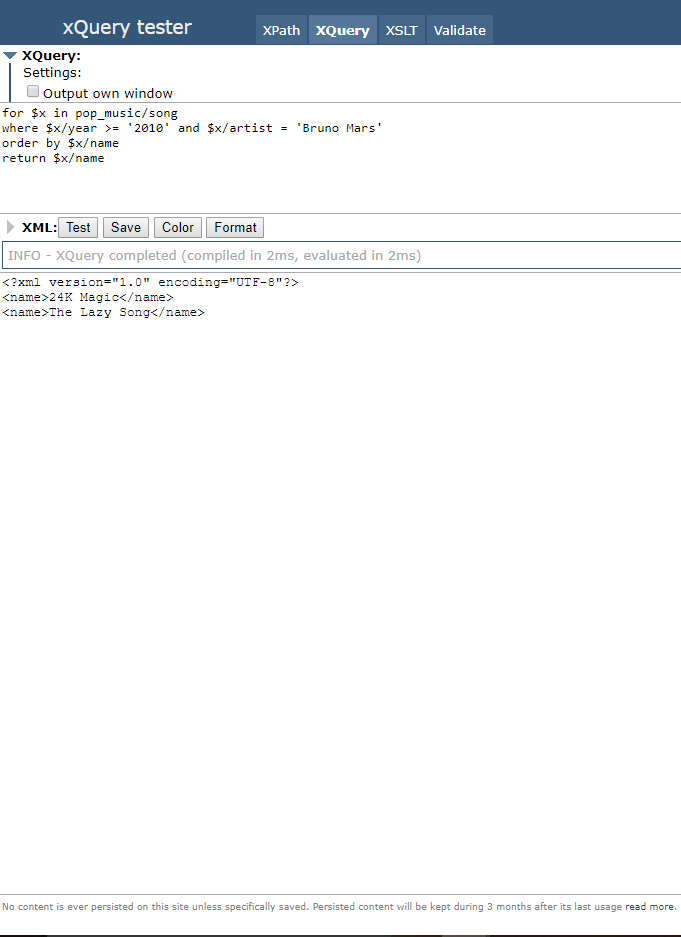 xQuery tester
XPath XQuery XSLT Validate
XQuery:
Settings:
Output own window
for $x in pop_music/song
where $x/year >= '2010' and $x/artist = 'Bruno Mars'
order by $x/name
return $x/name
XML: Test Save Color Format
INFO - XQuery completed (compiled in 2ms, evaluated in 2ms)
<?xml version="1.0" encoding="UTF-8"?>
<name>24K Magic</name>
<name>The Lazy Song</name>
No content is ever persisted on this site unless specifically saved. Persisted content will be kept during 3 months after its last usage read more.